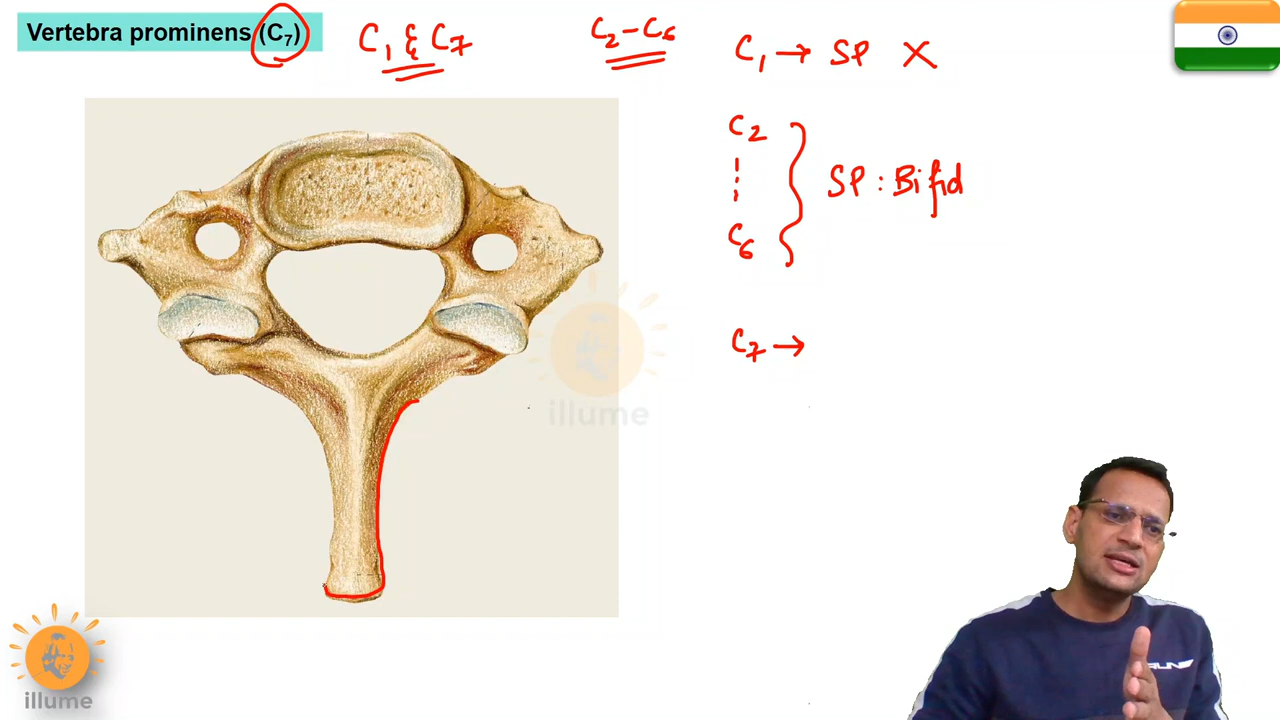 Vertebra prominens (C7)
C1 & C7
C2-C6
C1 → SP X
C2
C6
SP: Bifid
C7 →
illume
illume